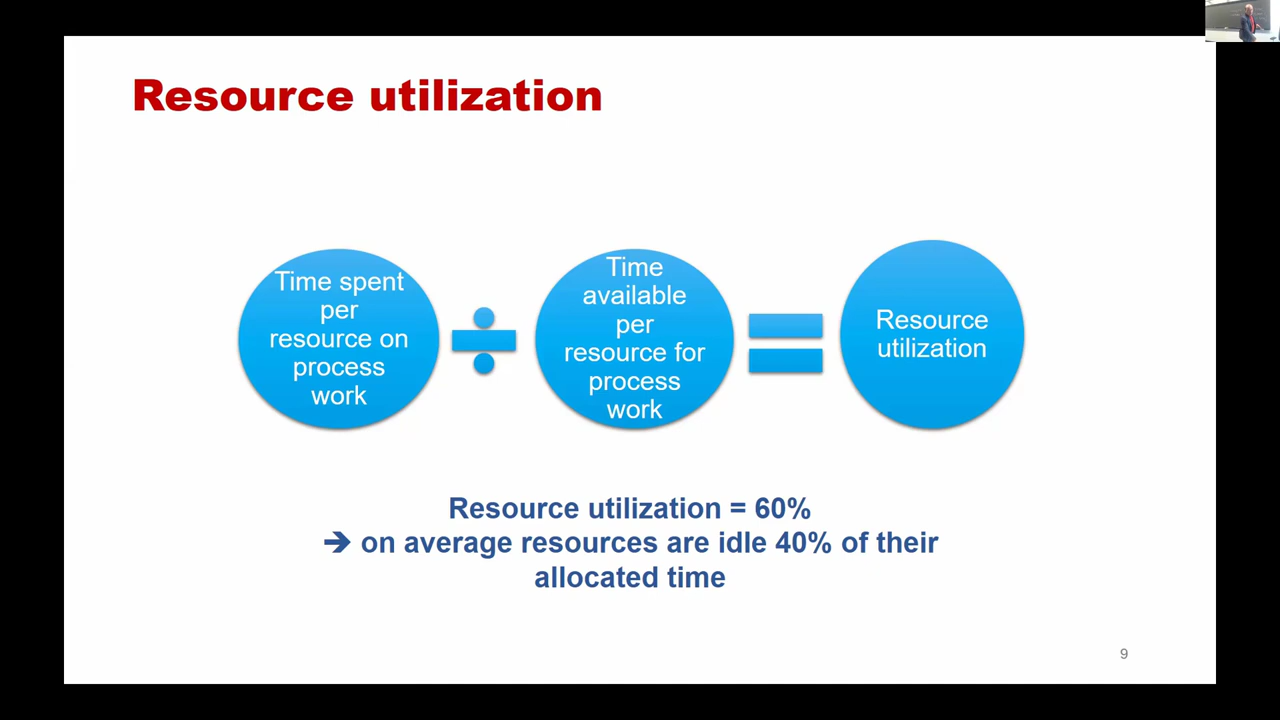 Resource utilization
Time spent
per
resource on
process
work
Time
available
per
resource for
process
work
Resource
utilization
Resource utilization = 60%
➔ on average resources are idle 40% of their
allocated time
9